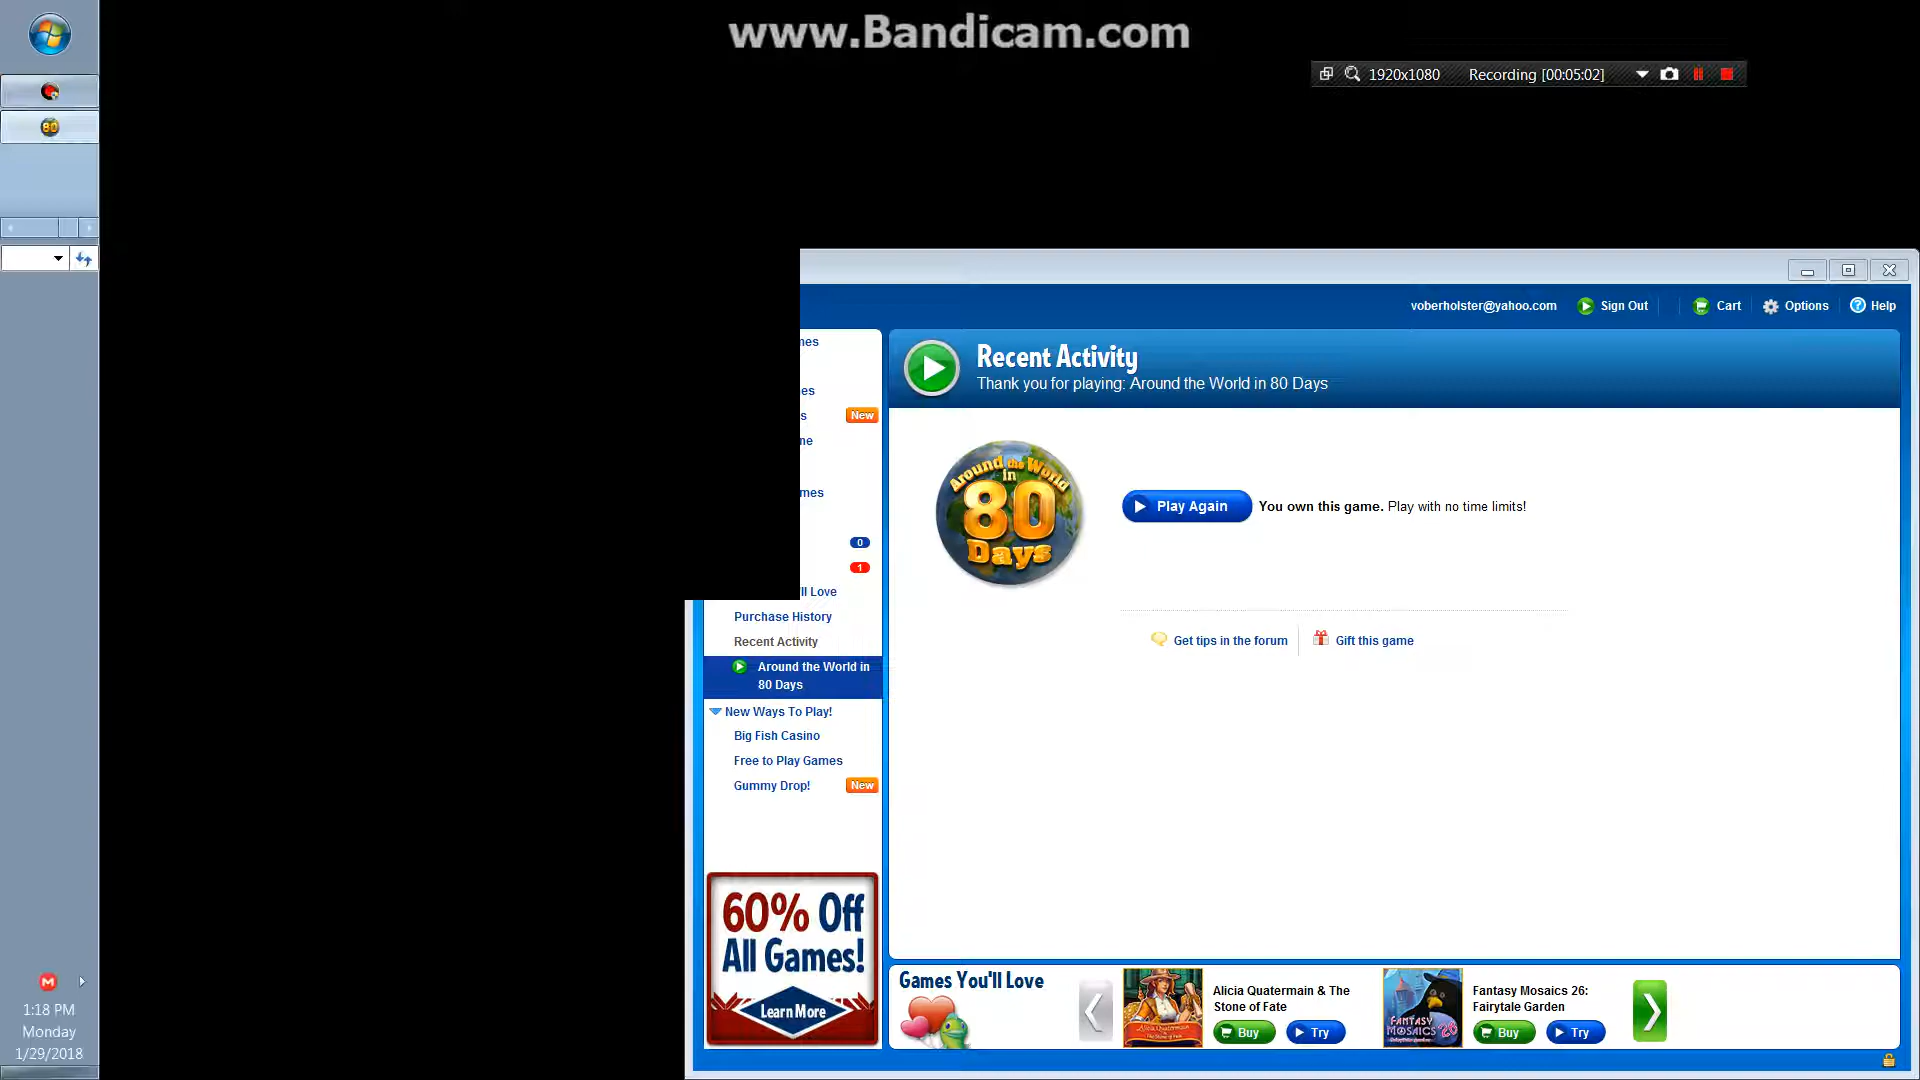 www.Bandicam.com
1920x1080 Recording [00:05:02]
80
voberholster@yahoo.com Sign Out Cart Options Help
Recent Activity
Thank you for playing: Around the World in 80 Days
mes
es
s New
me
mes
0
1
'll Love
Purchase History
Recent Activity
Around the World in
80 Days
New Ways To Play!
Big Fish Casino
Free to Play Games
Gummy Drop! New
Around the World
in
80
Days
Play Again You own this game. Play with no time limits!
Get tips in the forum Gift this game
60% Off
All Games!
Learn More
Games You'll Love
Alicia Quatermain
Alicia Quatermain & The
Stone of Fate
Buy Try
FANTASY
MOSAICS 26
Fantasy Mosaics 26:
Fairytale Garden
Buy Try
M
1:18 PM
Monday
1/29/2018